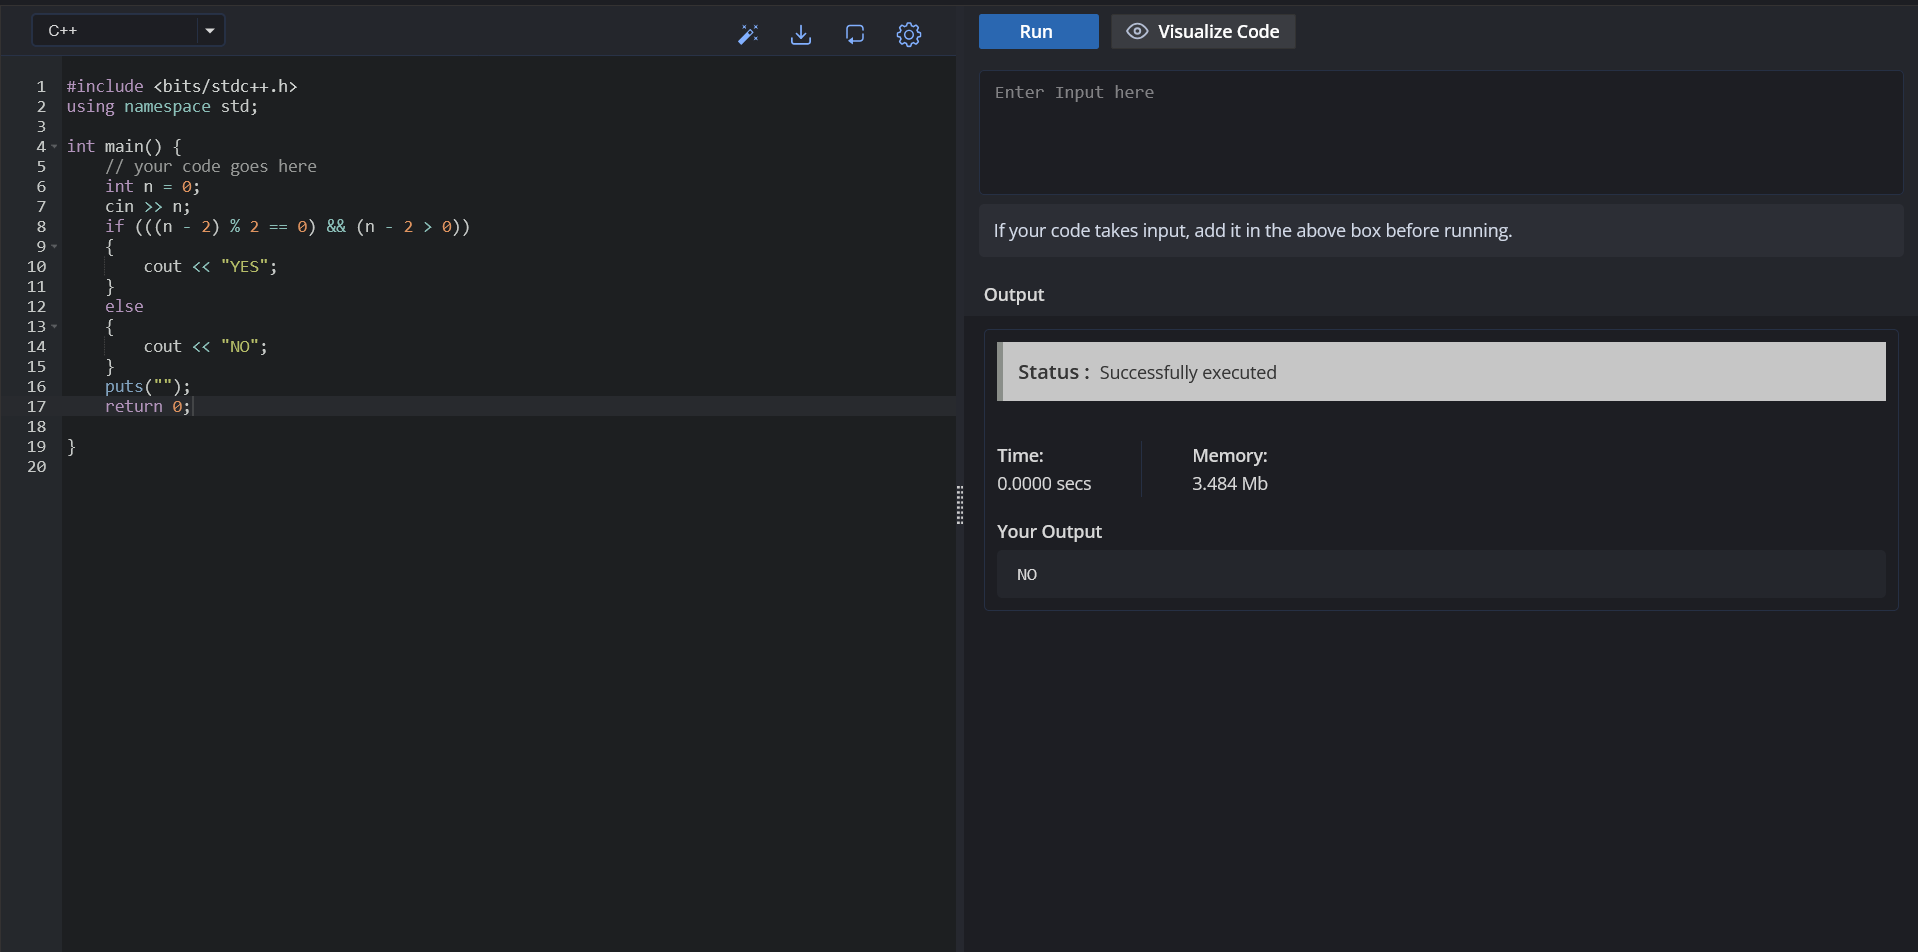 C++
1 #include <bits/stdc++.h>
2 using namespace std;
3
4 int main() {
5     // your code goes here
6     int n = 0;
7     cin >> n;
8     if (((n - 2) % 2 == 0) && (n - 2 > 0))
9     {
10         cout << "YES";
11     }
12     else
13     {
14         cout << "NO";
15     }
16     puts("");
17     return 0;
18
19 }
20
Run
Visualize Code
Enter Input here
If your code takes input, add it in the above box before running.
Output
Status : Successfully executed
Time:
0.0000 secs
Memory:
3.484 Mb
Your Output
NO